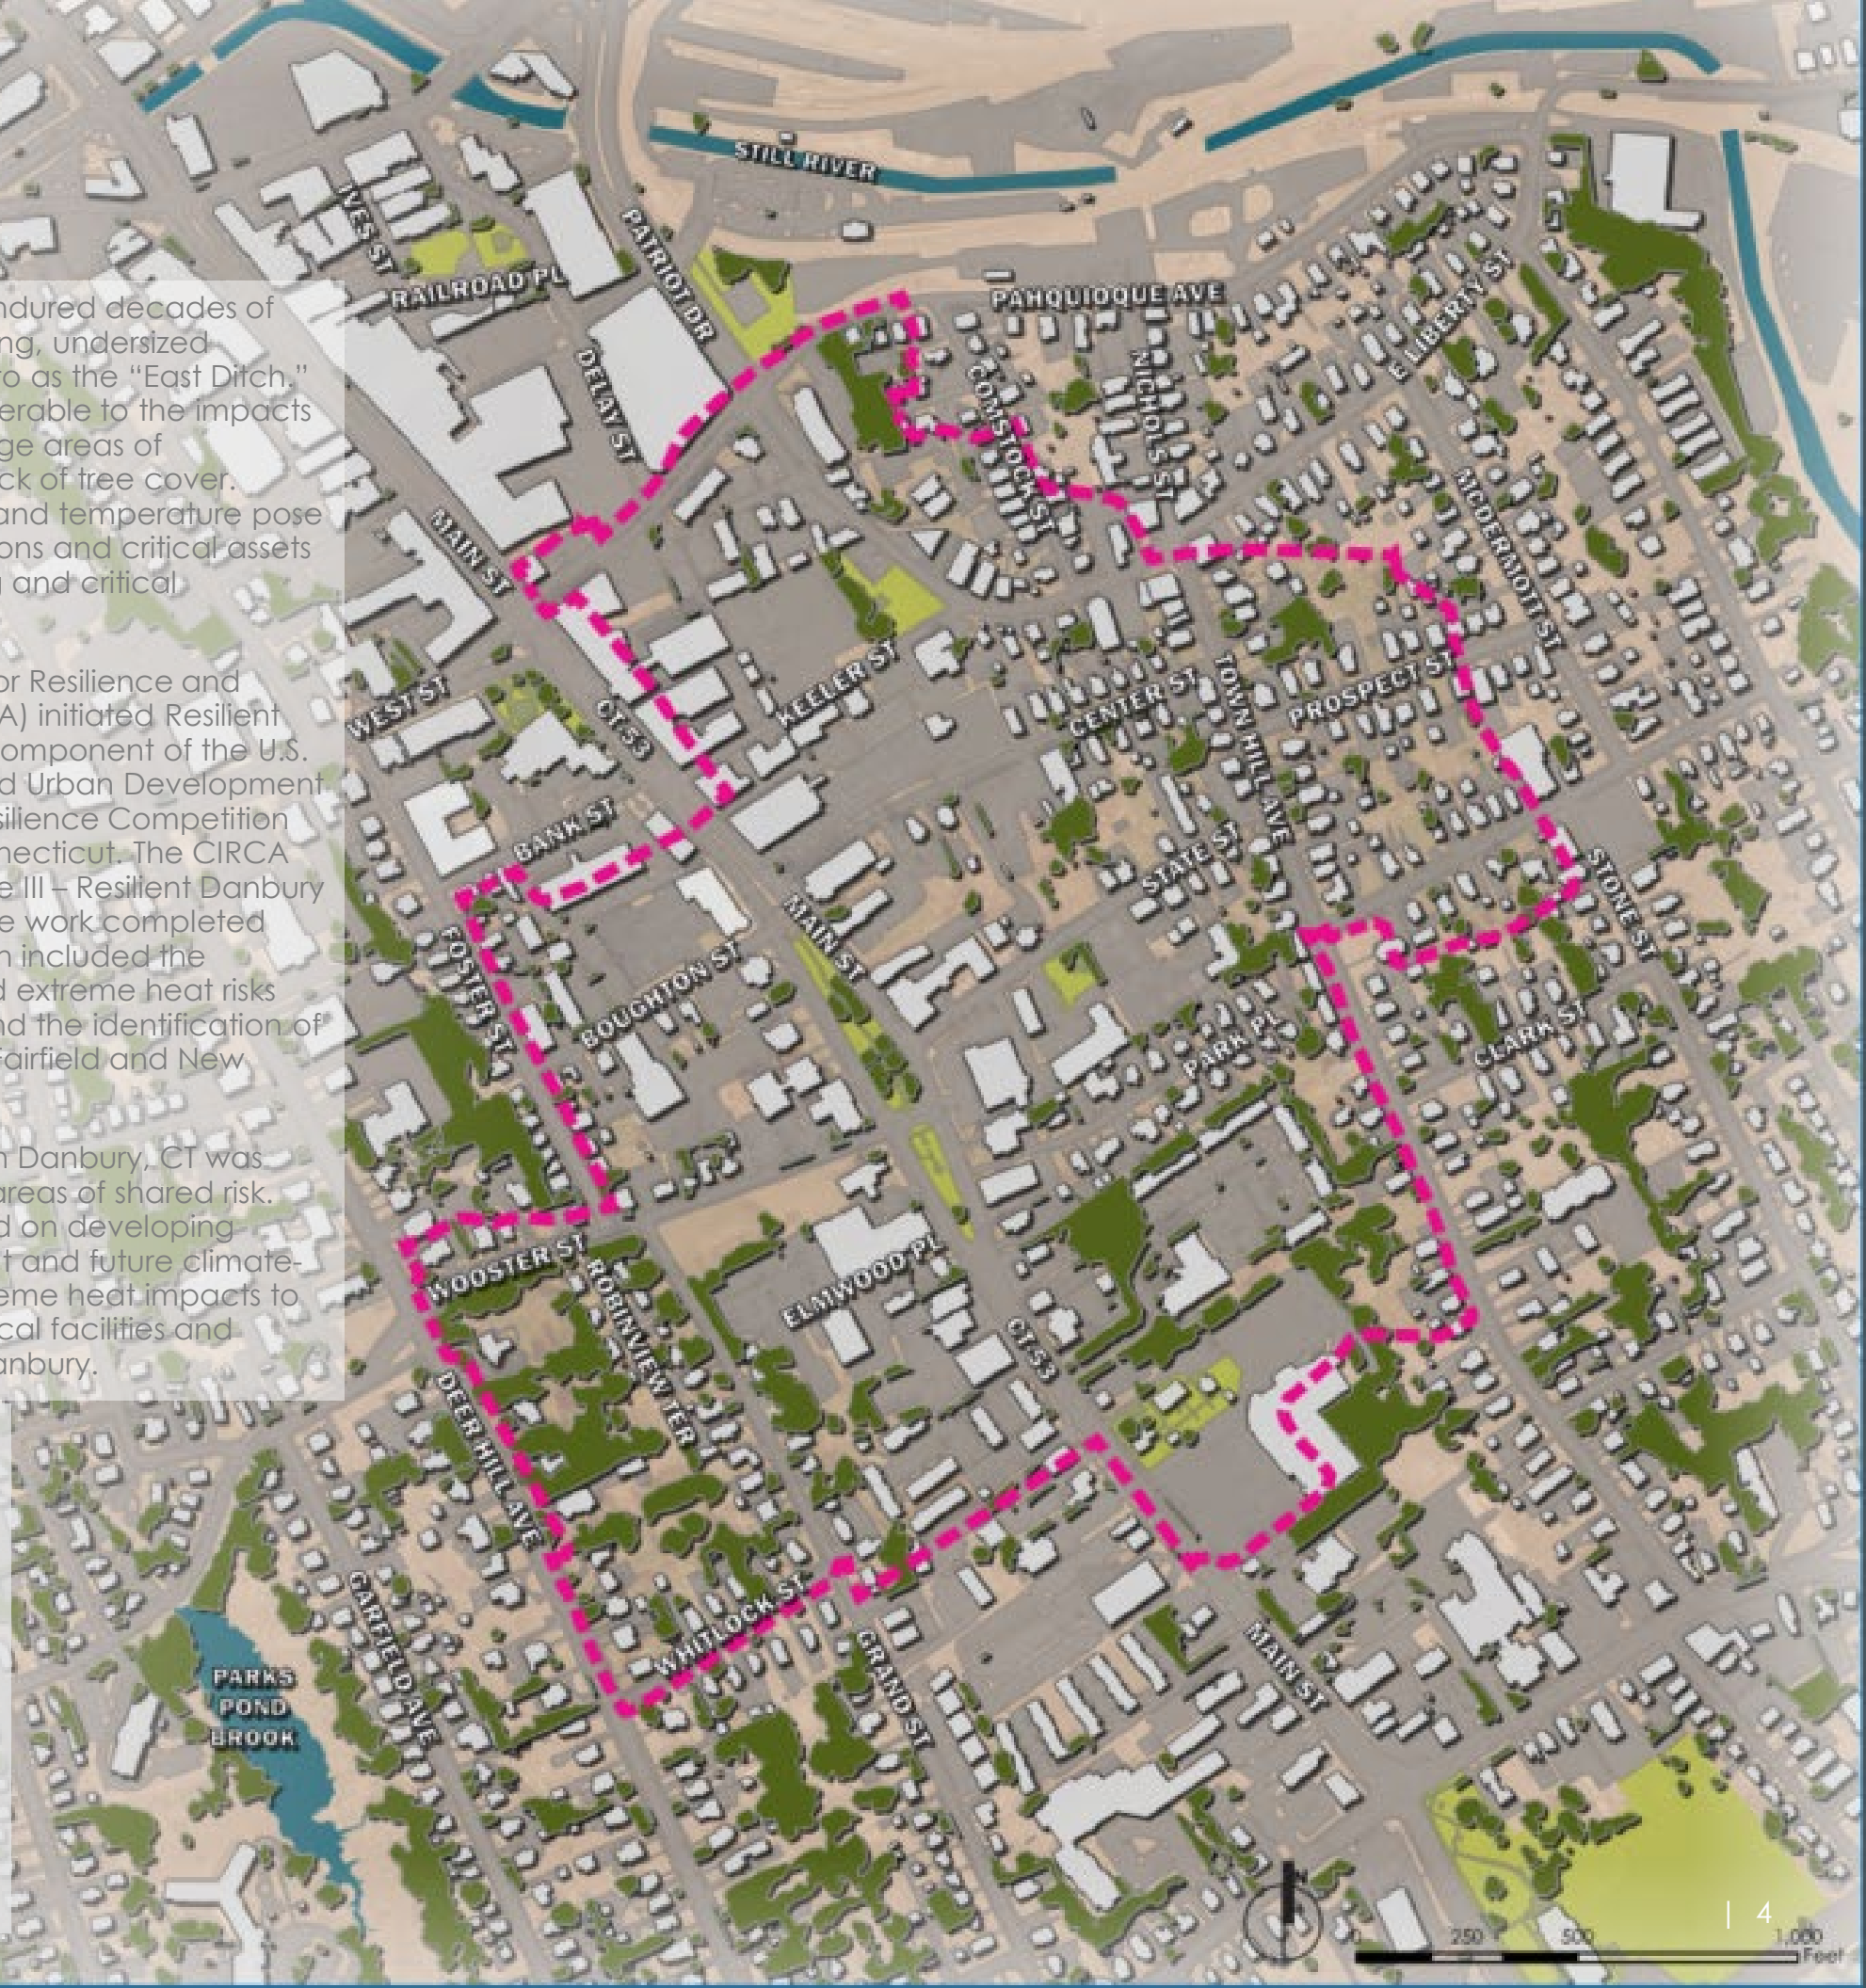 STILL RIVER
IVES ST
RAILROAD PL
PATRIOT DR
PAHQUIOQUE AVE
E LIBERTY ST
DELAY ST
COMSTOCK ST
NICHOLS ST
MCDERMOTT ST
MAIN ST
WEST ST
CT-53
KEELER ST
CENTER ST
TOWN HILL AVE
PROSPECT ST
BANK ST
STATE ST
STONE ST
MAIN ST
FOSTER ST
BOUGHTON ST
PARK PL
CLARK ST
WOOSTER ST
ROBINVIEW TER
ELMWOOD PL
CT-53
DEER HILL AVE
GARFIELD AVE
WHITLOCK ST
GRAND ST
MAIN ST
PARKS
POND
BROOK
ndured decades of
ng, undersized
o as the “East Ditch.”
erable to the impacts
ge areas of
ck of tree cover.
and temperature pose
ons and critical assets
g and critical
or Resilience and
A) initiated Resilient
omponent of the U.S.
d Urban Development
silience Competition
necticut. The CIRCA
e III – Resilient Danbury
e work completed
h included the
d extreme heat risks
nd the identification of
Fairfield and New
n Danbury, CT was
areas of shared risk.
d on developing
t and future climate-
eme heat impacts to
cal facilities and
anbury.
| 4
0 250 500 1,000
Feet